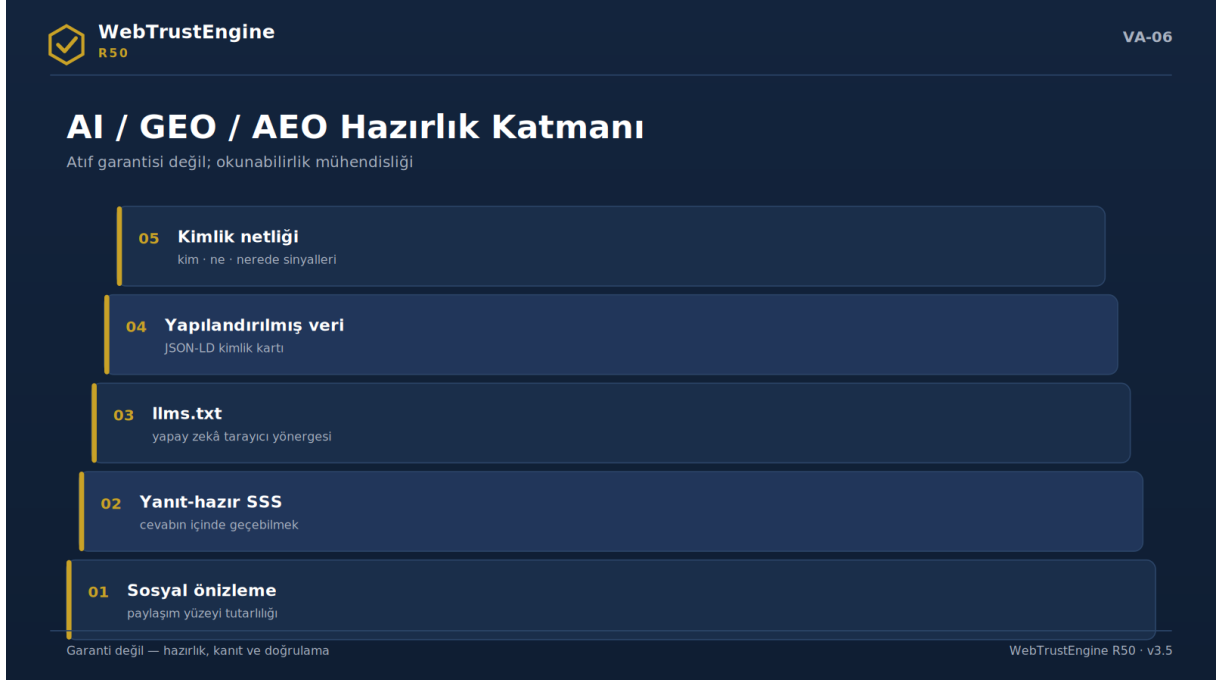 WebTrustEngine
R50
VA-06
AI / GEO / AEO Hazırlık Katmanı
Atıf garantisi değil; okunabilirlik mühendisliği
05 Kimlik netliği
kim · ne · nerede sinyalleri
04 Yapılandırılmış veri
JSON-LD kimlik kartı
03 llms.txt
yapay zekâ tarayıcı yönergesi
02 Yanıt-hazır SSS
cevabın içinde geçebilmek
01 Sosyal önizleme
paylaşım yüzeyi tutarlılığı
Garanti değil — hazırlık, kanıt ve doğrulama
WebTrustEngine R50 · v3.5